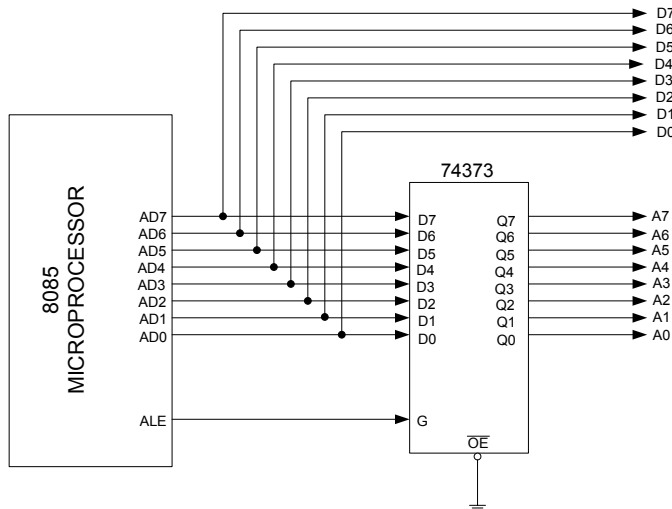 D7
D6
D5
D4
D3
D2
D1
D0
74373
8085
MICROPROCESSOR
AD7
AD6
AD5
AD4
AD3
AD2
AD1
AD0
ALE
D7
D6
D5
D4
D3
D2
D1
D0
G
Q7
Q6
Q5
Q4
Q3
Q2
Q1
Q0
OE
A7
A6
A5
A4
A3
A2
A1
A0